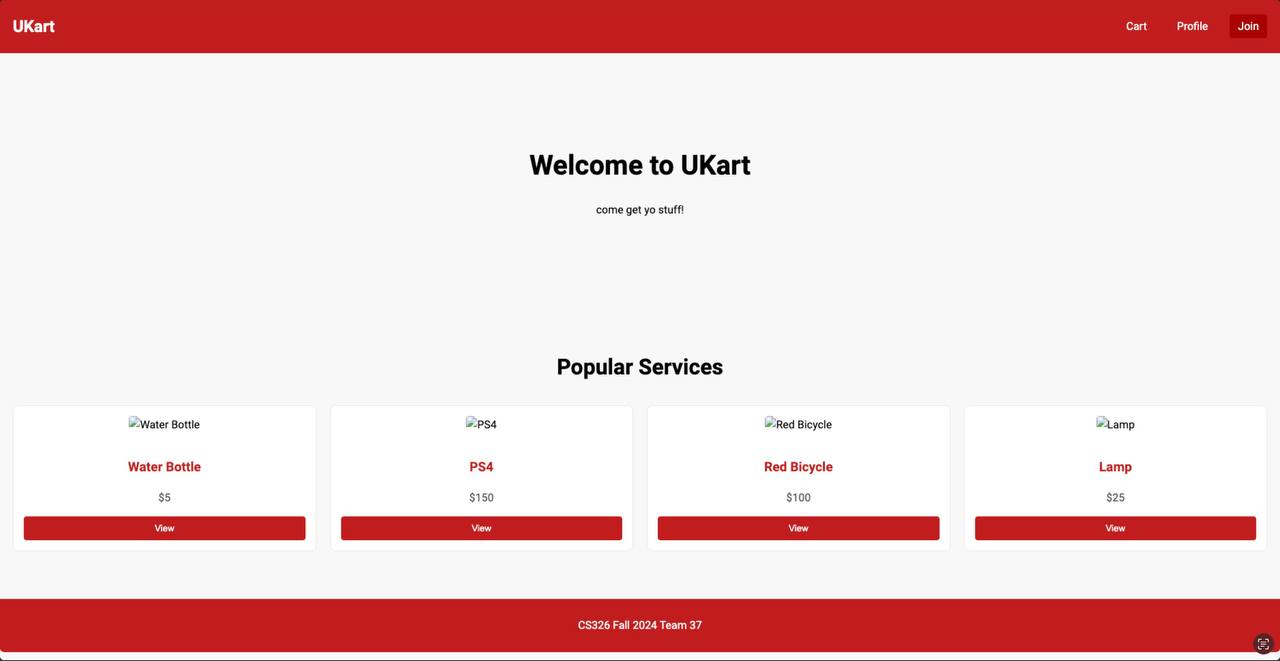 UKart
Cart Profile Join
Welcome to UKart
come get yo stuff!
Popular Services
Water Bottle PS4 Red Bicycle Lamp
Water Bottle PS4 Red Bicycle Lamp
$5 $150 $100 $25
View View View View
CS326 Fall 2024 Team 37